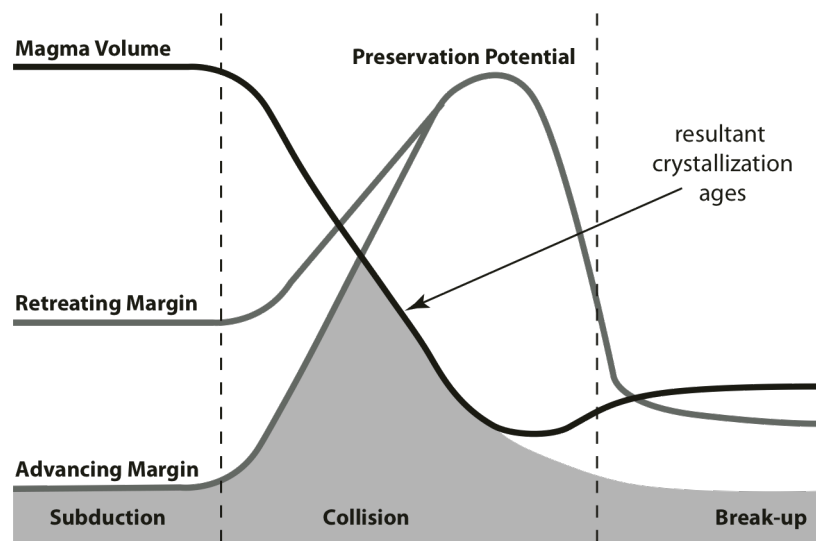 Magma Volume
Preservation Potential
resultant
crystallization
ages
Retreating Margin
Advancing Margin
Subduction
Collision
Break-up